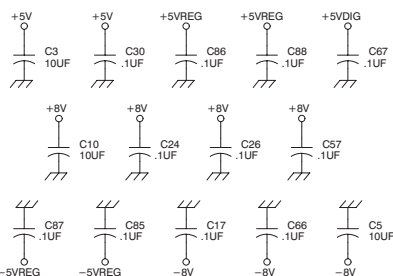 +5V +5V +5VREG +5VREG +5VDIG
C3 C30 C86 C88 C67
10UF .1UF .1UF .1UF .1UF
+8V +8V +8V +8V
C10 C24 C26 C57
10UF .1UF .1UF .1UF
C87 C85 C17 C66 C5
.1UF .1UF .1UF .1UF 10UF
−5VREG −5VREG −8V −8V −8V